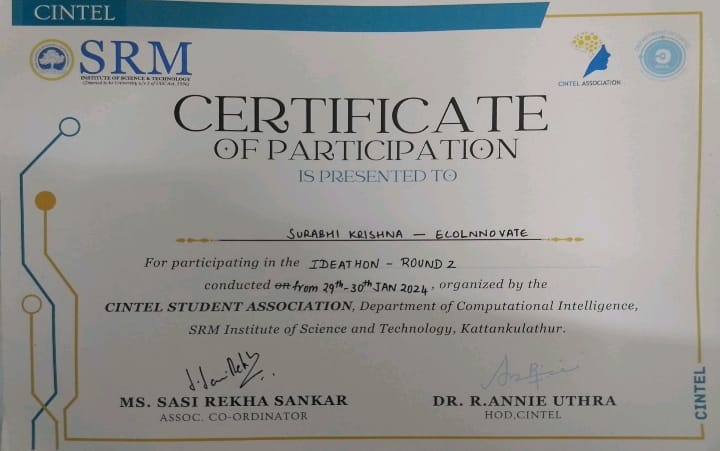 CINTEL
SRM
INSTITUTE OF SCIENCE & TECHNOLOGY
(Deemed to be University u/s 3 of UGC Act, 1956)
CINTEL ASSOCIATION
CERTIFICATE
OF PARTICIPATION
IS PRESENTED TO
SURABHI KRISHNA — ECOLNNOVATE
For participating in the IDEATHON - ROUND 2
conducted on from 29th-30th JAN 2024, organized by the
CINTEL STUDENT ASSOCIATION, Department of Computational Intelligence,
SRM Institute of Science and Technology, Kattankulathur.
MS. SASI REKHA SANKAR
ASSOC. CO-ORDINATOR
DR. R.ANNIE UTHRA
HOD,CINTEL
CINTEL